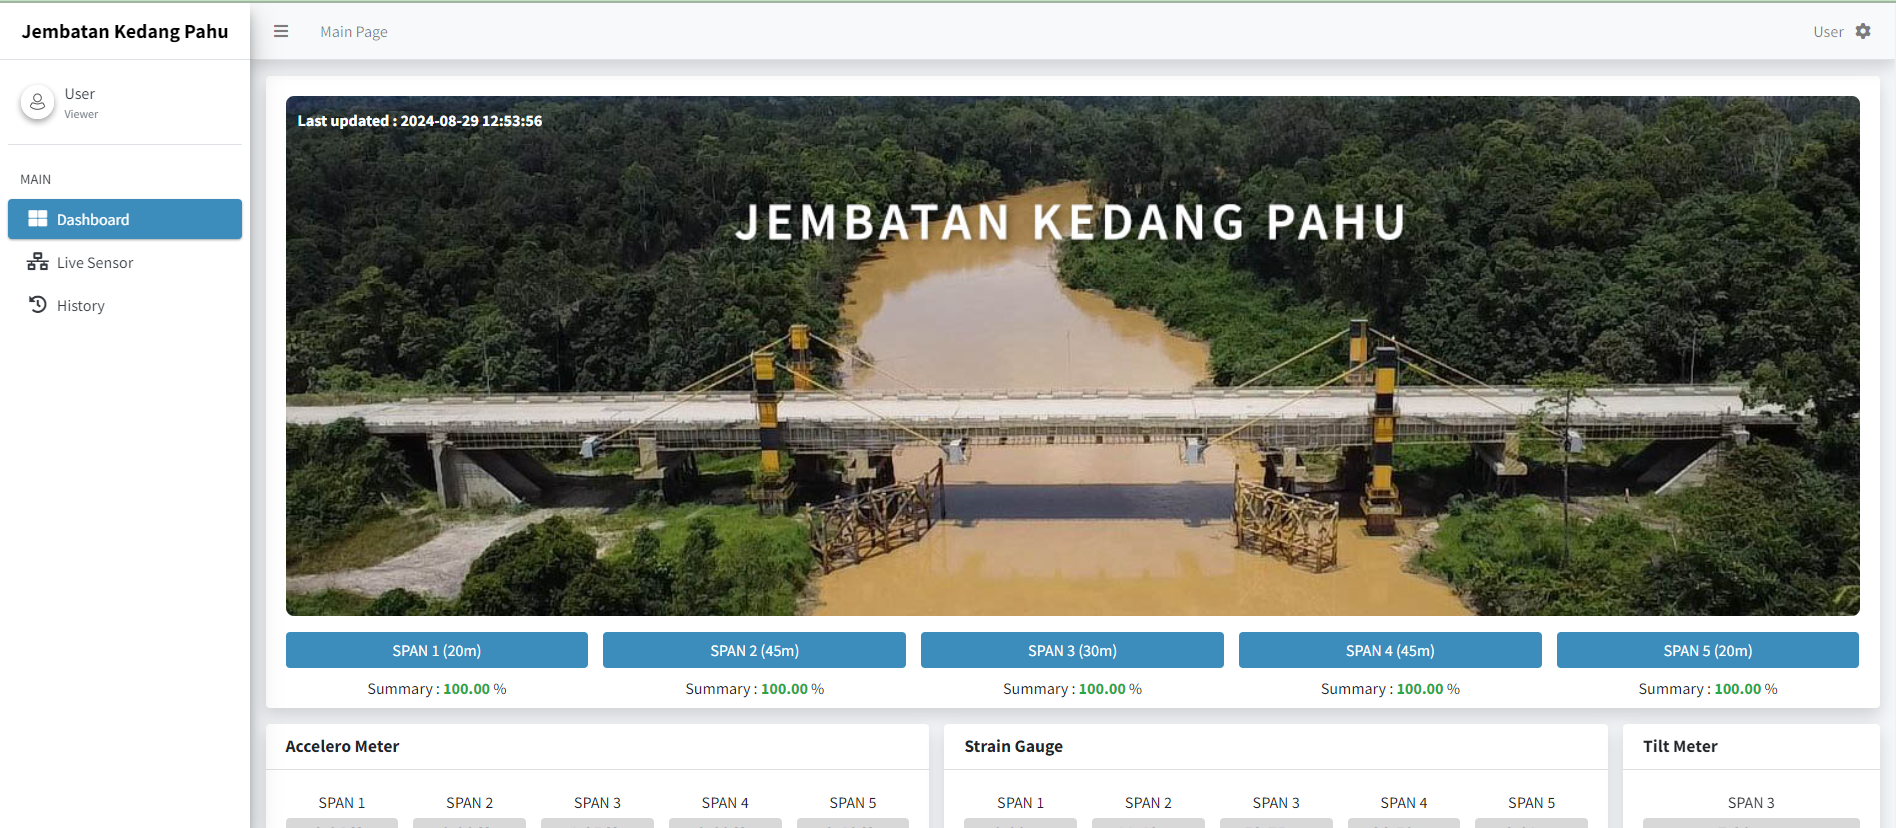 Jembatan Kedang Pahu
Main Page
User
User
Viewer
MAIN
Dashboard
Live Sensor
History
Last updated : 2024-08-29 12:53:56
JEMBATAN KEDANG PAHU
SPAN 1 (20m)
Summary : 100.00 %
SPAN 2 (45m)
Summary : 100.00 %
SPAN 3 (30m)
Summary : 100.00 %
SPAN 4 (45m)
Summary : 100.00 %
SPAN 5 (20m)
Summary : 100.00 %
Accelero Meter
SPAN 1
SPAN 2
SPAN 3
SPAN 4
SPAN 5
Strain Gauge
SPAN 1
SPAN 2
SPAN 3
SPAN 4
SPAN 5
Tilt Meter
SPAN 3